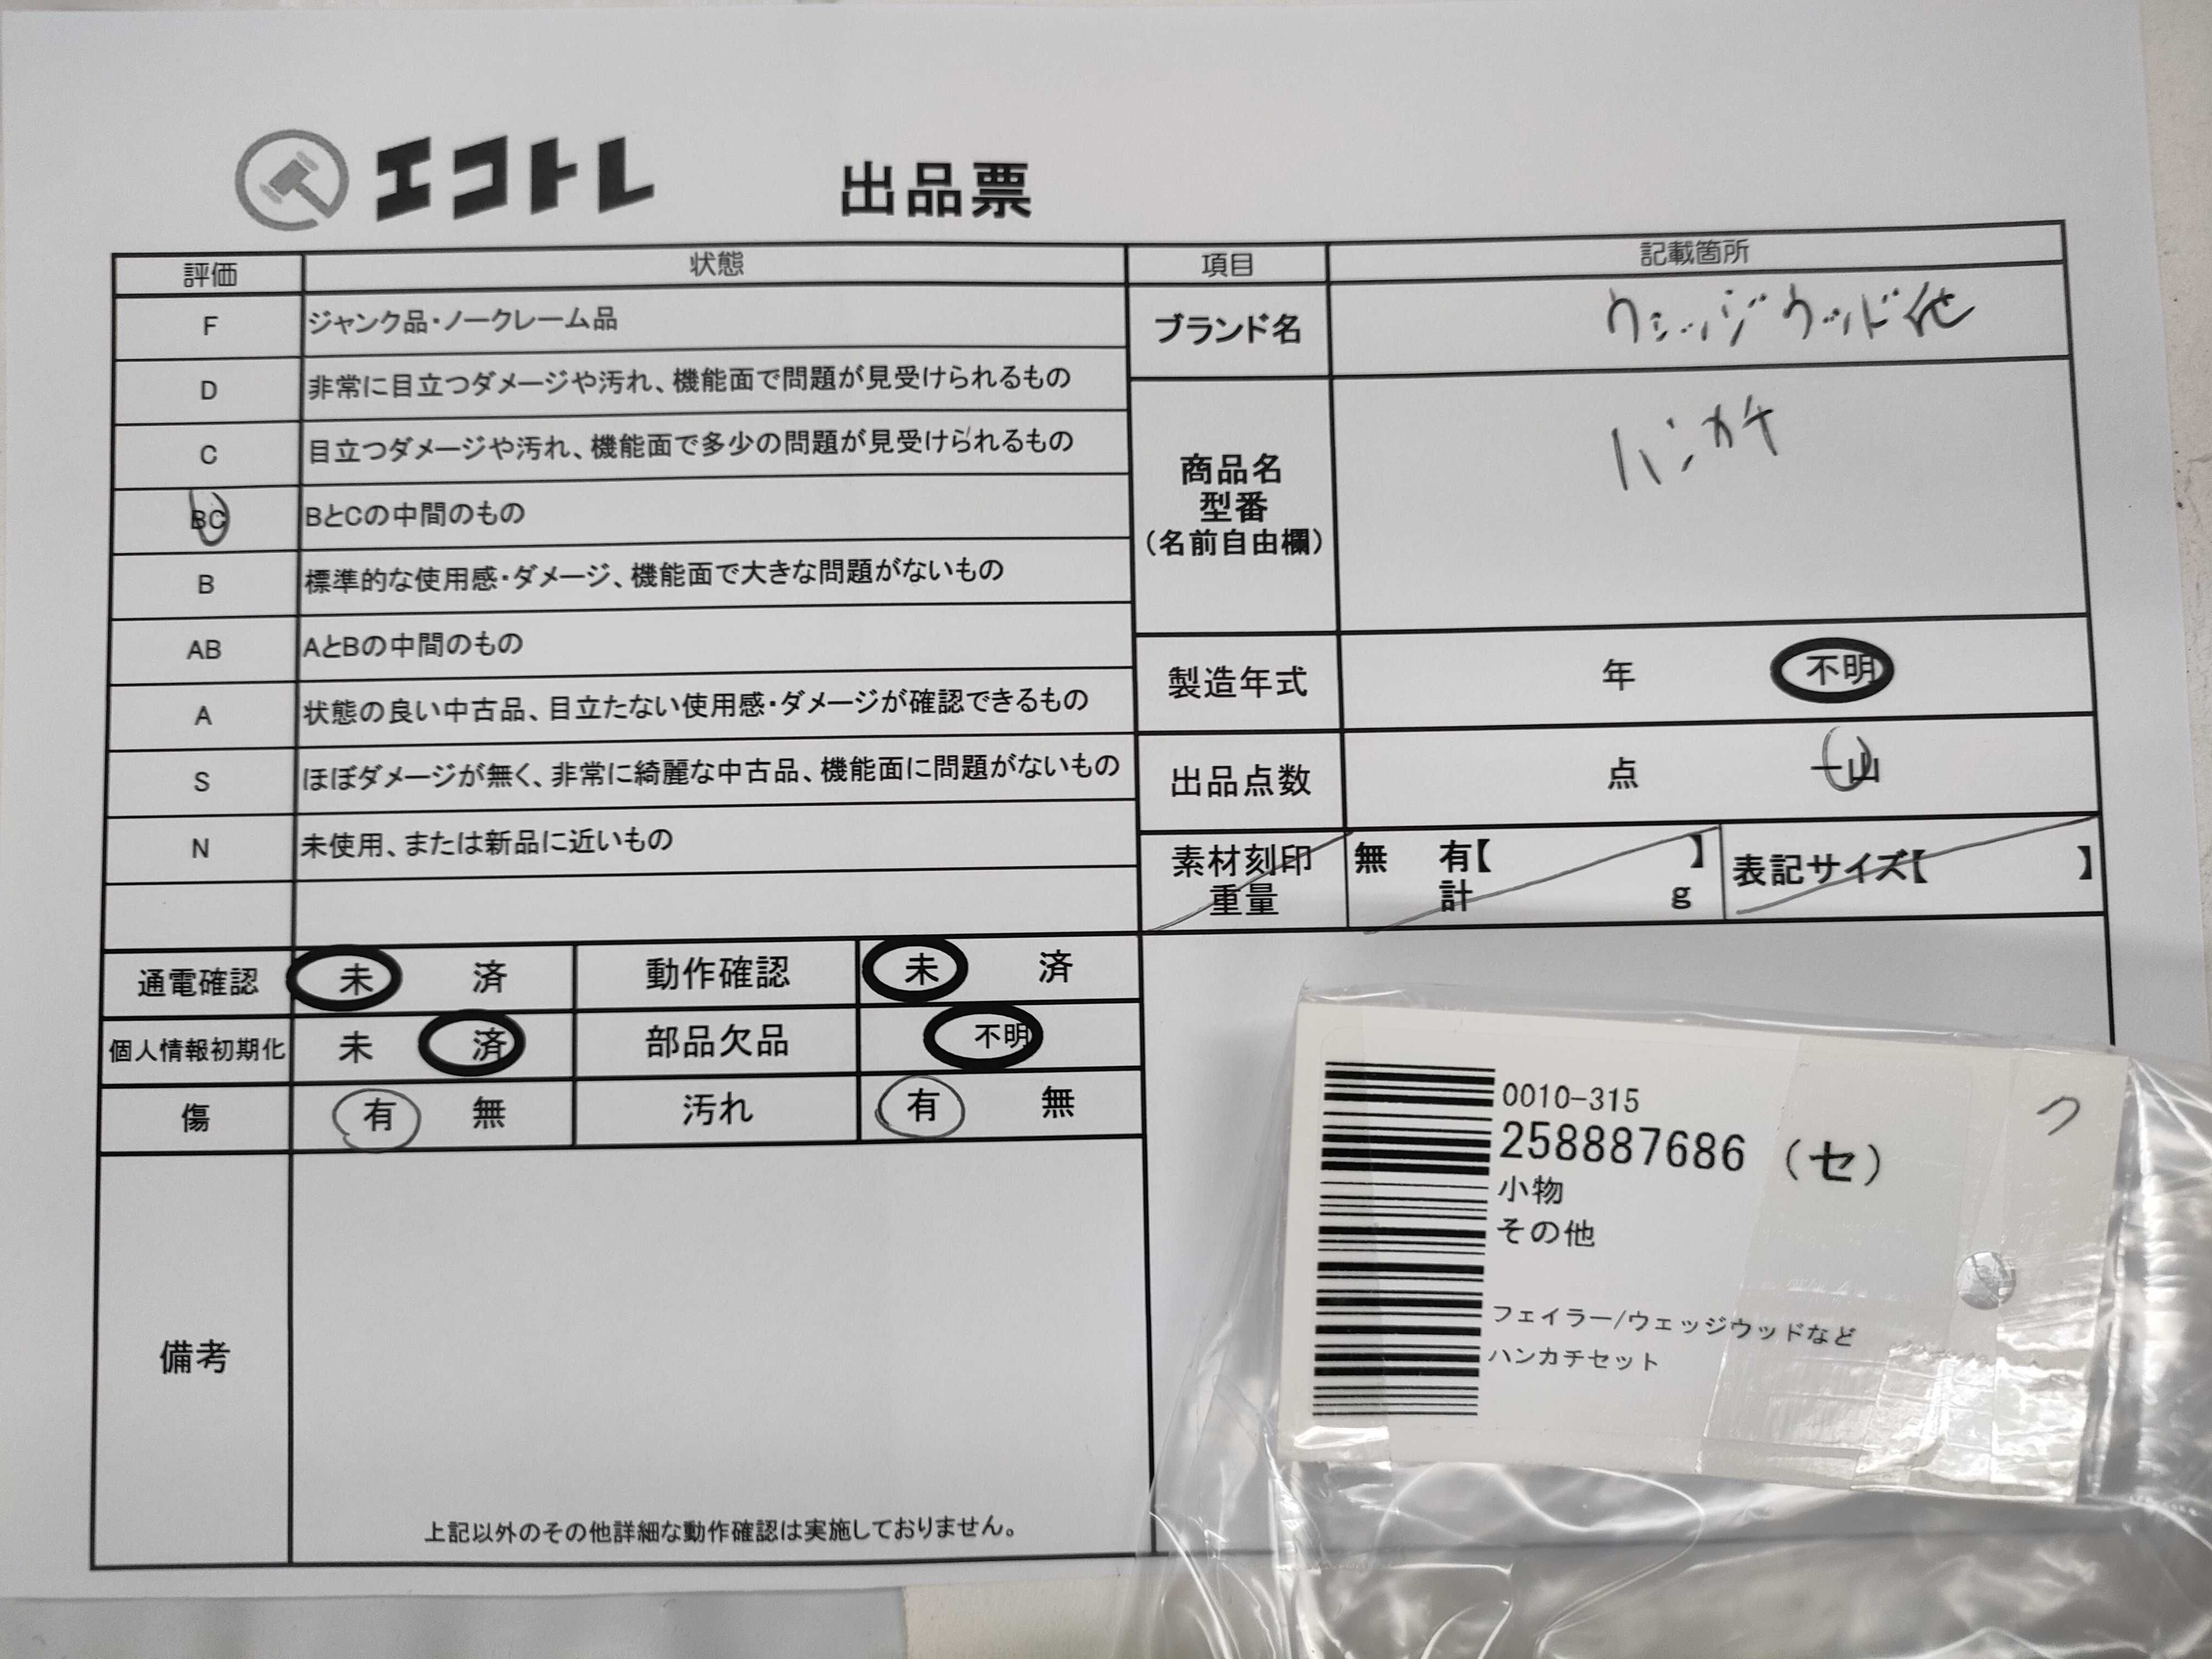 エコトレ 出品票
評価 状態
F ジャンク品・ノークレーム品
D 非常に目立つダメージや汚れ、機能面で問題が見受けられるもの
C 目立つダメージや汚れ、機能面で多少の問題が見受けられるもの
BC BとCの中間のもの
B 標準的な使用感・ダメージ、機能面で大きな問題がないもの
AB AとBの中間のもの
A 状態の良い中古品、目立たない使用感・ダメージが確認できるもの
S ほぼダメージが無く、非常に綺麗な中古品、機能面に問題がないもの
N 未使用、または新品に近いもの
通電確認 未 済 動作確認 未 済
個人情報初期化 未 済 部品欠品 不明
傷 有 無 汚れ 有 無
備考
上記以外のその他詳細な動作確認は実施しておりません。
項目 記載箇所
ブランド名 ウェッジウッド他
商品名
型番
(名前自由欄)
ハンカチ
製造年式 年 不明
出品点数 点 一山
素材刻印 無 有【 】 表記サイズ【 】
重量 計 g
0010-315
258887686 (セ)
ク
小物
その他
フェイラー/ウェッジウッドなど
ハンカチセット